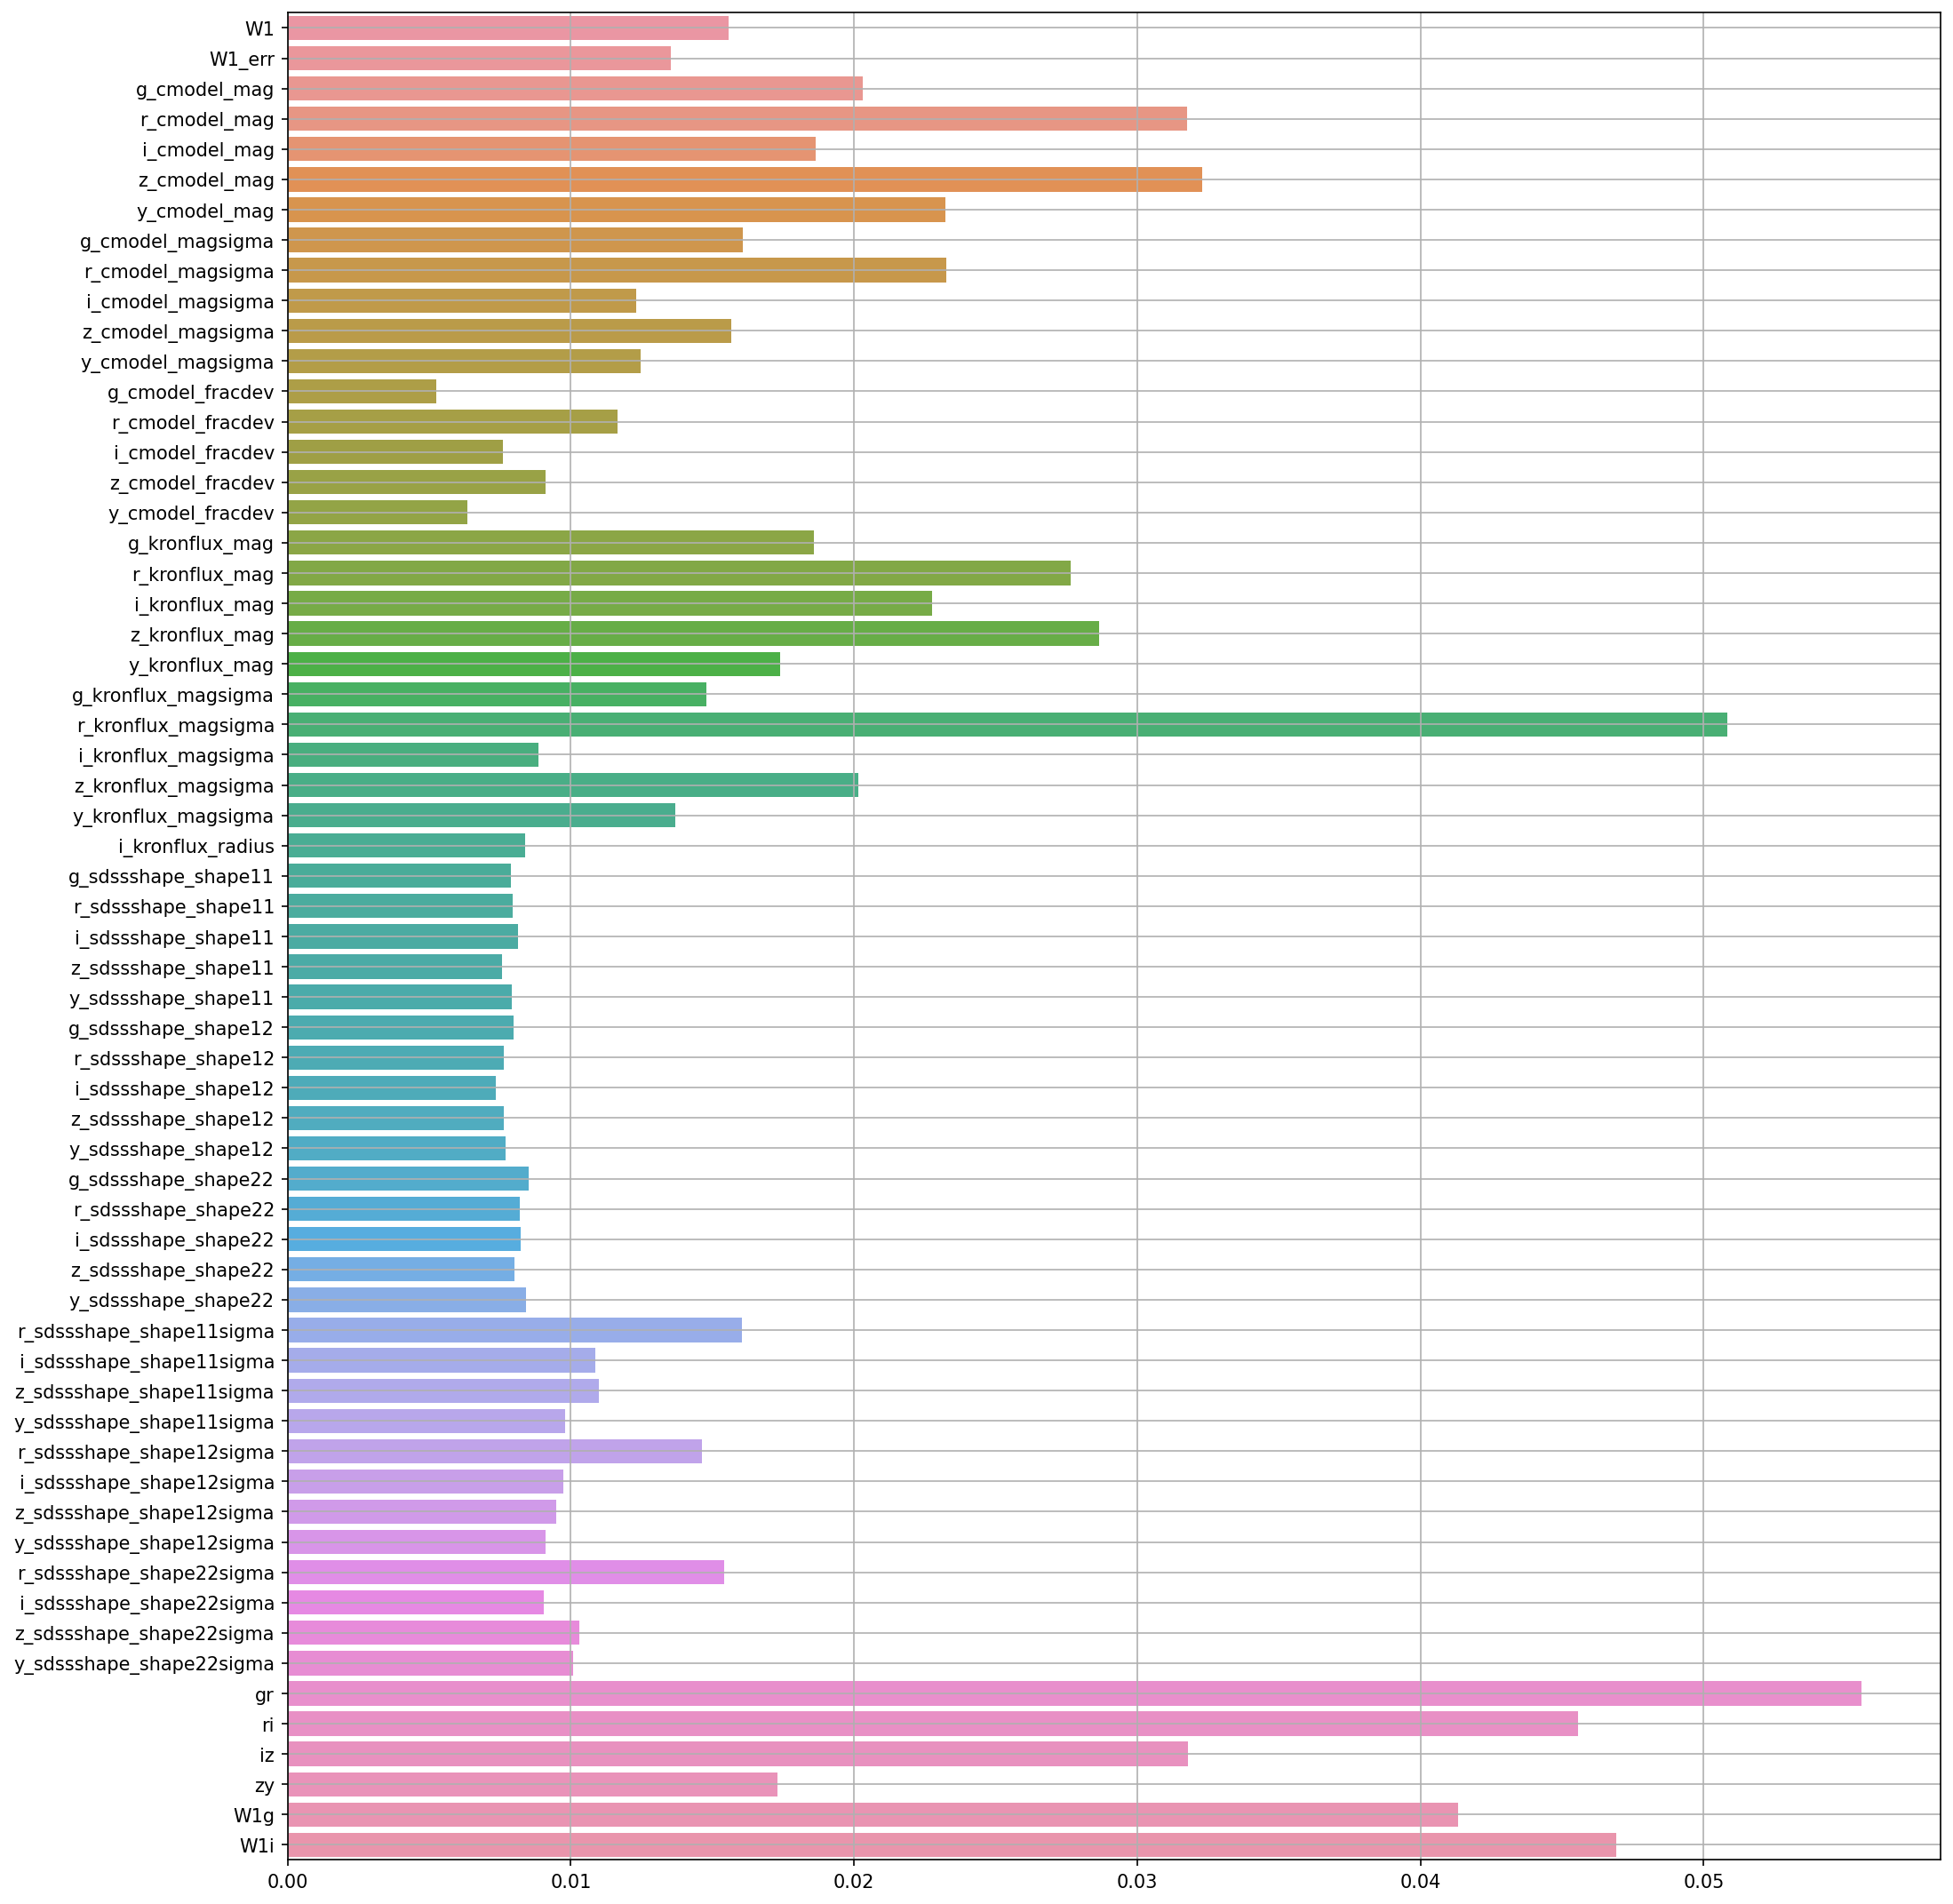 W1
W1_err
g_cmodel_mag
r_cmodel_mag
i_cmodel_mag
z_cmodel_mag
y_cmodel_mag
g_cmodel_magsigma
r_cmodel_magsigma
i_cmodel_magsigma
z_cmodel_magsigma
y_cmodel_magsigma
g_cmodel_fracdev
r_cmodel_fracdev
i_cmodel_fracdev
z_cmodel_fracdev
y_cmodel_fracdev
g_kronflux_mag
r_kronflux_mag
i_kronflux_mag
z_kronflux_mag
y_kronflux_mag
g_kronflux_magsigma
r_kronflux_magsigma
i_kronflux_magsigma
z_kronflux_magsigma
y_kronflux_magsigma
i_kronflux_radius
g_sdssshape_shape11
r_sdssshape_shape11
i_sdssshape_shape11
z_sdssshape_shape11
y_sdssshape_shape11
g_sdssshape_shape12
r_sdssshape_shape12
i_sdssshape_shape12
z_sdssshape_shape12
y_sdssshape_shape12
g_sdssshape_shape22
r_sdssshape_shape22
i_sdssshape_shape22
z_sdssshape_shape22
y_sdssshape_shape22
r_sdssshape_shape11sigma
i_sdssshape_shape11sigma
z_sdssshape_shape11sigma
y_sdssshape_shape11sigma
r_sdssshape_shape12sigma
i_sdssshape_shape12sigma
z_sdssshape_shape12sigma
y_sdssshape_shape12sigma
r_sdssshape_shape22sigma
i_sdssshape_shape22sigma
z_sdssshape_shape22sigma
y_sdssshape_shape22sigma
gr
ri
iz
zy
W1g
W1i
0.00 0.01 0.02 0.03 0.04 0.05